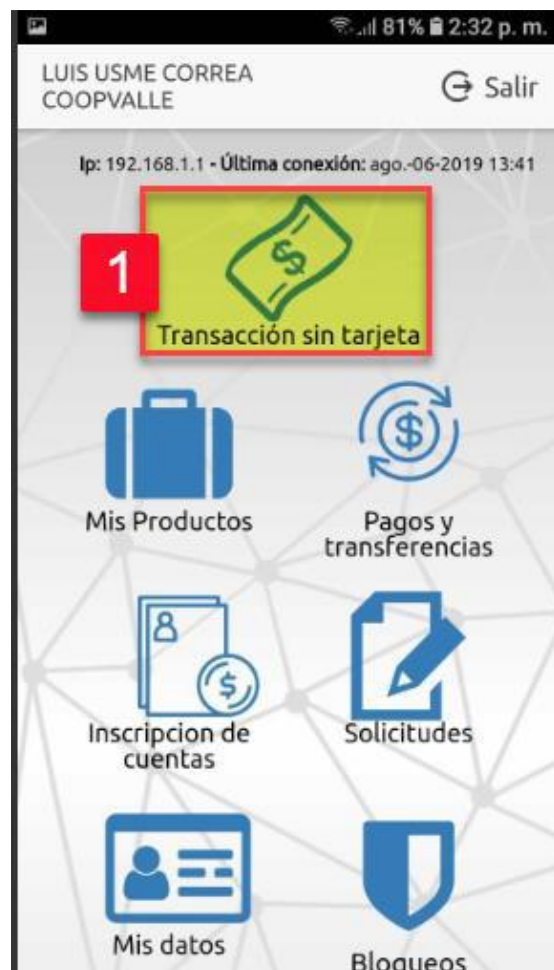 81% 2:32 p. m.
LUIS USME CORREA
COOPVALLE
Salir
Ip: 192.168.1.1 - Última conexión: ago.-06-2019 13:41
1
Transacción sin tarjeta
Mis Productos
Pagos y
transferencias
Inscripcion de
cuentas
Solicitudes
Mis datos
Bloqueos